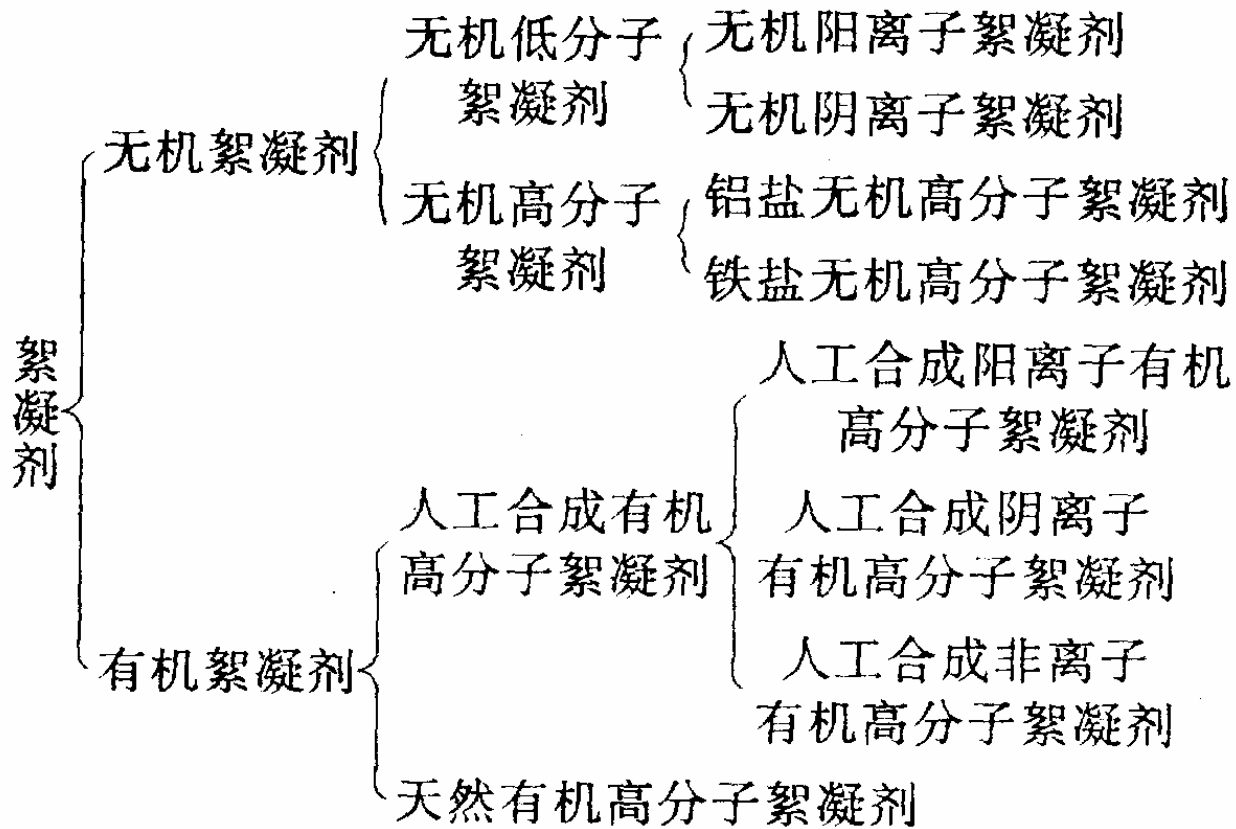 无机低分子
絮凝剂
无机阳离子絮凝剂
无机阴离子絮凝剂
无机絮凝剂
无机高分子
絮凝剂
铝盐无机高分子絮凝剂
铁盐无机高分子絮凝剂
絮凝剂
人工合成阳离子有机
高分子絮凝剂
人工合成有机
高分子絮凝剂
人工合成阴离子
有机高分子絮凝剂
人工合成非离子
有机高分子絮凝剂
有机絮凝剂
天然有机高分子絮凝剂